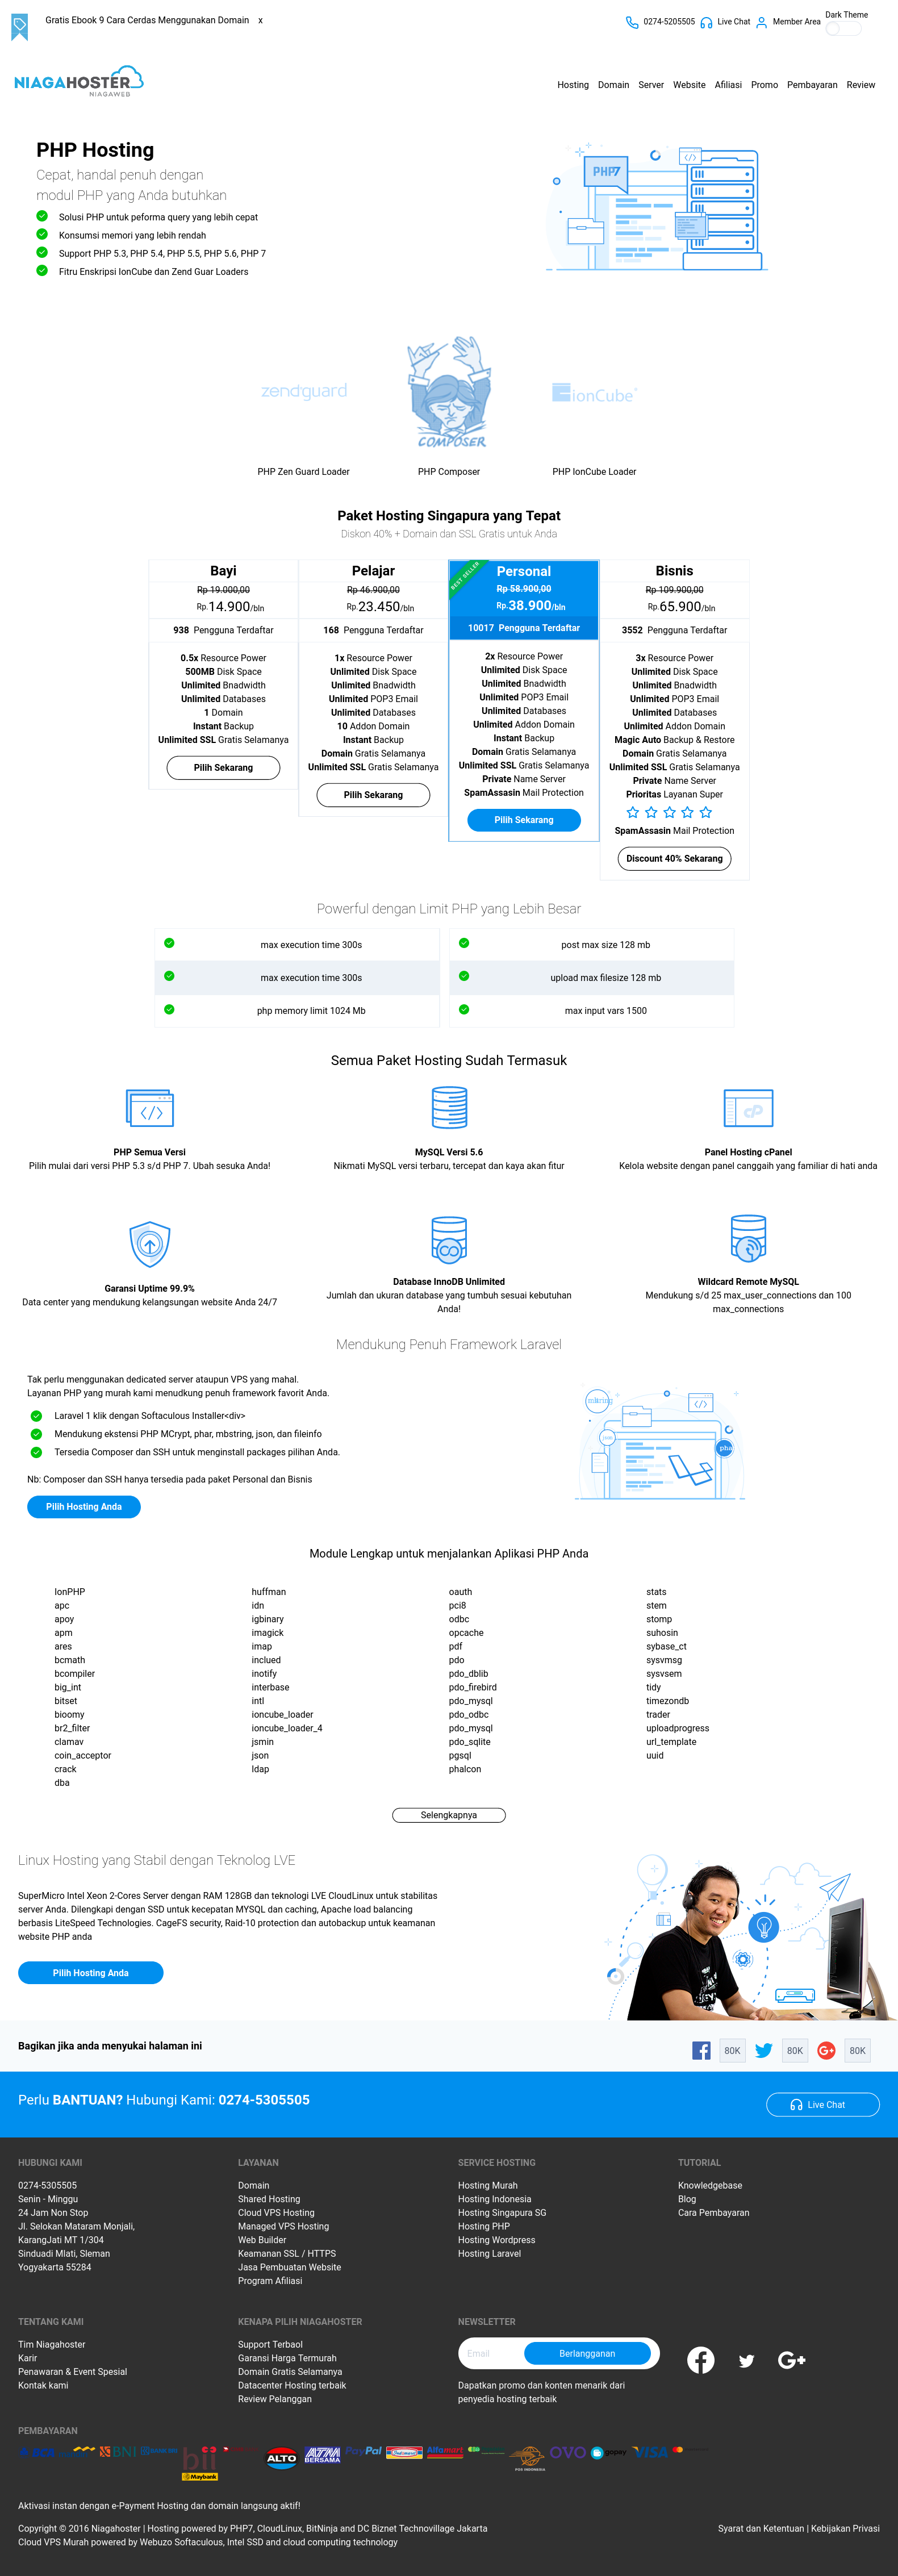 Gratis Ebook 9 Cara Cerdas Menggunakan Domain x
0274-5205505 Live Chat Member Area Dark Theme
NIAGAHOSTER
NIAGAWEB
Hosting Domain Server Website Afiliasi Promo Pembayaran Review
PHP Hosting
Cepat, handal penuh dengan
modul PHP yang Anda butuhkan
Solusi PHP untuk peforma query yang lebih cepat
Konsumsi memori yang lebih rendah
Support PHP 5.3, PHP 5.4, PHP 5.5, PHP 5.6, PHP 7
Fitru Enskripsi IonCube dan Zend Guar Loaders
PHP7
zendguard
COMPOSER
ionCube
PHP Zen Guard Loader
PHP Composer
PHP IonCube Loader
Paket Hosting Singapura yang Tepat
Diskon 40% + Domain dan SSL Gratis untuk Anda
Bayi
Rp 19.000,00
Rp.14.900/bln
938 Pengguna Terdaftar
0.5x Resource Power
500MB Disk Space
Unlimited Bnadwidth
Unlimited Databases
1 Domain
Instant Backup
Unlimited SSL Gratis Selamanya
Pilih Sekarang
Pelajar
Rp 46.900,00
Rp.23.450/bln
168 Pengguna Terdaftar
1x Resource Power
Unlimited Disk Space
Unlimited Bnadwidth
Unlimited POP3 Email
Unlimited Databases
10 Addon Domain
Instant Backup
Domain Gratis Selamanya
Unlimited SSL Gratis Selamanya
Pilih Sekarang
BEST SELLER
Personal
Rp 58.900,00
Rp.38.900/bln
10017 Pengguna Terdaftar
2x Resource Power
Unlimited Disk Space
Unlimited Bnadwidth
Unlimited POP3 Email
Unlimited Databases
Unlimited Addon Domain
Instant Backup
Domain Gratis Selamanya
Unlimited SSL Gratis Selamanya
Private Name Server
SpamAssasin Mail Protection
Pilih Sekarang
Bisnis
Rp 109.900,00
Rp.65.900/bln
3552 Pengguna Terdaftar
3x Resource Power
Unlimited Disk Space
Unlimited Bnadwidth
Unlimited POP3 Email
Unlimited Databases
Unlimited Addon Domain
Magic Auto Backup & Restore
Domain Gratis Selamanya
Unlimited SSL Gratis Selamanya
Private Name Server
Prioritas Layanan Super
SpamAssasin Mail Protection
Discount 40% Sekarang
Powerful dengan Limit PHP yang Lebih Besar
max execution time 300s
max execution time 300s
php memory limit 1024 Mb
post max size 128 mb
upload max filesize 128 mb
max input vars 1500
Semua Paket Hosting Sudah Termasuk
PHP Semua Versi
Pilih mulai dari versi PHP 5.3 s/d PHP 7. Ubah sesuka Anda!
MySQL Versi 5.6
Nikmati MySQL versi terbaru, tercepat dan kaya akan fitur
cP
Panel Hosting cPanel
Kelola website dengan panel canggaih yang familiar di hati anda
Garansi Uptime 99.9%
Data center yang mendukung kelangsungan website Anda 24/7
Database InnoDB Unlimited
Jumlah dan ukuran database yang tumbuh sesuai kebutuhan
Anda!
Wildcard Remote MySQL
Mendukung s/d 25 max_user_connections dan 100
max_connections
Mendukung Penuh Framework Laravel
Tak perlu menggunakan dedicated server ataupun VPS yang mahal.
Layanan PHP yang murah kami menudkung penuh framework favorit Anda.
Laravel 1 klik dengan Softaculous Installer<div>
Mendukung ekstensi PHP MCrypt, phar, mbstring, json, dan fileinfo
Tersedia Composer dan SSH untuk menginstall packages pilihan Anda.
Nb: Composer dan SSH hanya tersedia pada paket Personal dan Bisnis
Pilih Hosting Anda
json
Module Lengkap untuk menjalankan Aplikasi PHP Anda
IonPHP
apc
apoy
apm
ares
bcmath
bcompiler
big_int
bitset
bioomy
br2_filter
clamav
coin_acceptor
crack
dba
huffman
idn
igbinary
imagick
imap
inclued
inotify
interbase
intl
ioncube_loader
ioncube_loader_4
jsmin
json
ldap
oauth
pci8
odbc
opcache
pdf
pdo
pdo_dblib
pdo_firebird
pdo_mysql
pdo_odbc
pdo_mysql
pdo_sqlite
pgsql
phalcon
stats
stem
stomp
suhosin
sybase_ct
sysvmsg
sysvsem
tidy
timezondb
trader
uploadprogress
url_template
uuid
Selengkapnya
Linux Hosting yang Stabil dengan Teknolog LVE
SuperMicro Intel Xeon 2-Cores Server dengan RAM 128GB dan teknologi LVE CloudLinux untuk stabilitas
server Anda. Dilengkapi dengan SSD untuk kecepatan MYSQL dan caching, Apache load balancing
berbasis LiteSpeed Technologies. CageFS security, Raid-10 protection dan autobackup untuk keamanan
website PHP anda
Pilih Hosting Anda
Bagikan jika anda menyukai halaman ini
80K 80K 80K
Perlu BANTUAN? Hubungi Kami: 0274-5305505
Live Chat
HUBUNGI KAMI
0274-5305505
Senin - Minggu
24 Jam Non Stop
Jl. Selokan Mataram Monjali,
KarangJati MT 1/304
Sinduadi Mlati, Sleman
Yogyakarta 55284
LAYANAN
Domain
Shared Hosting
Cloud VPS Hosting
Managed VPS Hosting
Web Builder
Keamanan SSL / HTTPS
Jasa Pembuatan Website
Program Afiliasi
SERVICE HOSTING
Hosting Murah
Hosting Indonesia
Hosting Singapura SG
Hosting PHP
Hosting Wordpress
Hosting Laravel
TUTORIAL
Knowledgebase
Blog
Cara Pembayaran
TENTANG KAMI
Tim Niagahoster
Karir
Penawaran & Event Spesial
Kontak kami
KENAPA PILIH NIAGAHOSTER
Support Terbaol
Garansi Harga Termurah
Domain Gratis Selamanya
Datacenter Hosting terbaik
Review Pelanggan
NEWSLETTER
Email Berlangganan
Dapatkan promo dan konten menarik dari
penyedia hosting terbaik
PEMBAYARAN
BCA
BNI
bii
Maybank
ALTO
ATM
BERSAMA
PayPal
Indomaret
Alfamart
POS INDONESIA
OVO
gopay
VISA
Aktivasi instan dengan e-Payment Hosting dan domain langsung aktif!
Copyright © 2016 Niagahoster | Hosting powered by PHP7, CloudLinux, BitNinja and DC Biznet Technovillage Jakarta
Cloud VPS Murah powered by Webuzo Softaculous, Intel SSD and cloud computing technology
Syarat dan Ketentuan | Kebijakan Privasi